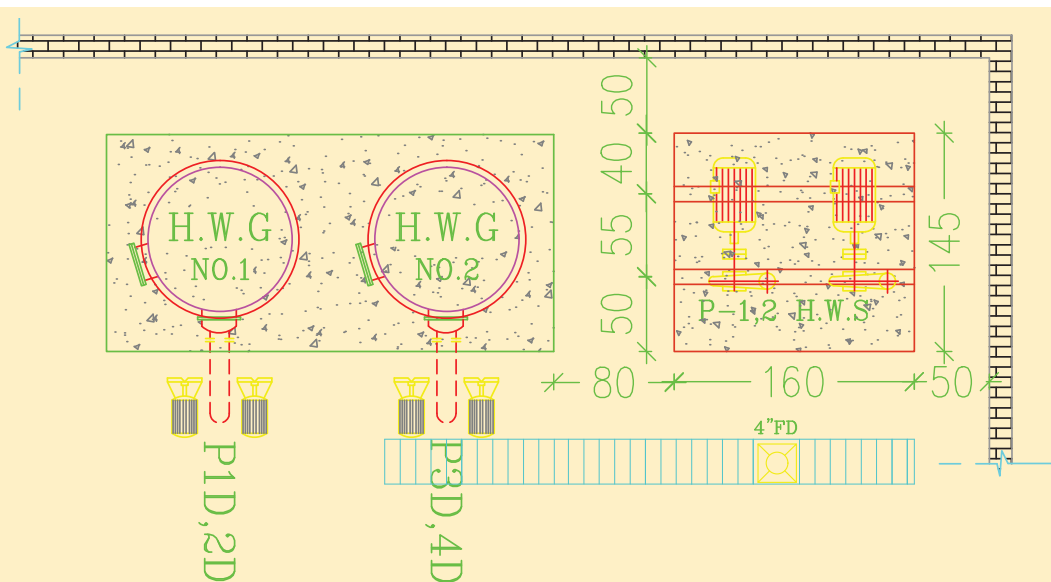 50
40
55
50
145
H.W.G
NO.1
H.W.G
NO.2
P-1,2 H.W.S
80
160
50
4"FD
P1D,2D
P3D,4D